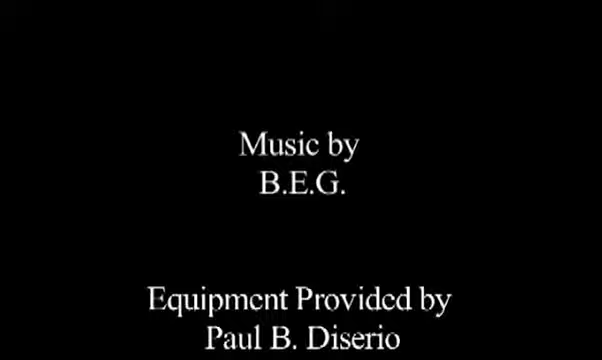 Music by
B.E.G.
Equipment Provided by
Paul B. Diserio